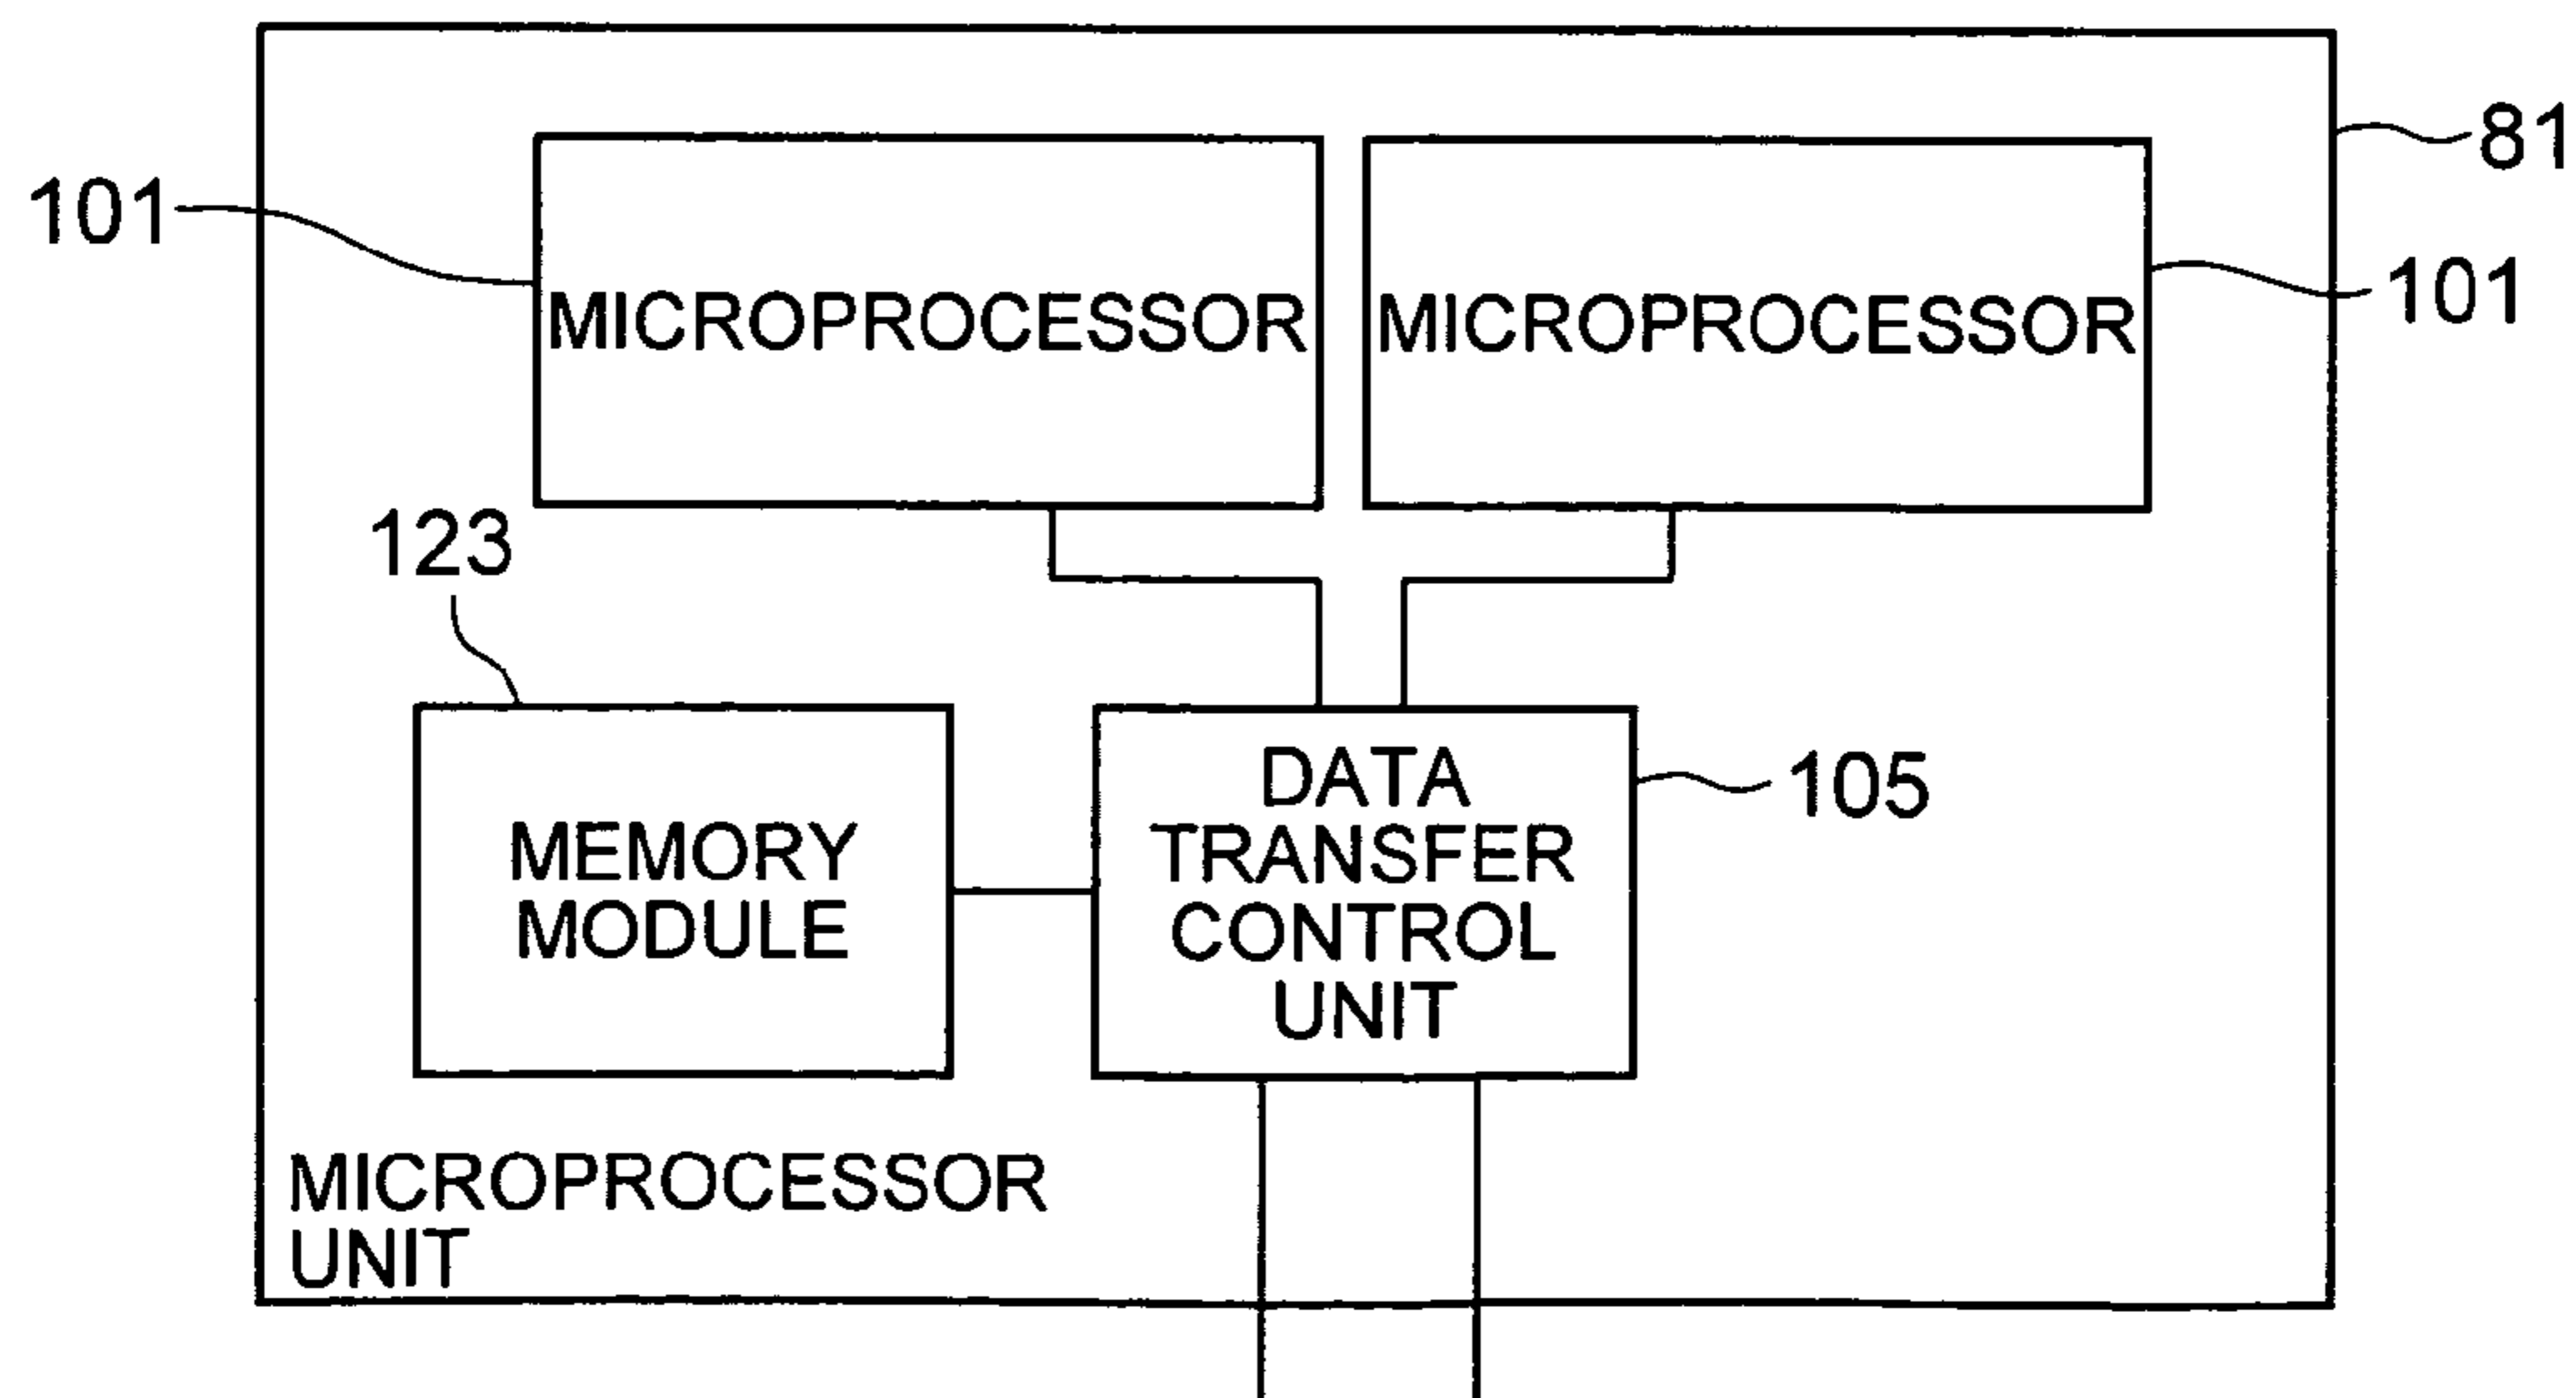 81
101
MICROPROCESSOR
MICROPROCESSOR
101
123
MEMORY
MODULE
DATA
TRANSFER
CONTROL
UNIT
105
MICROPROCESSOR
UNIT